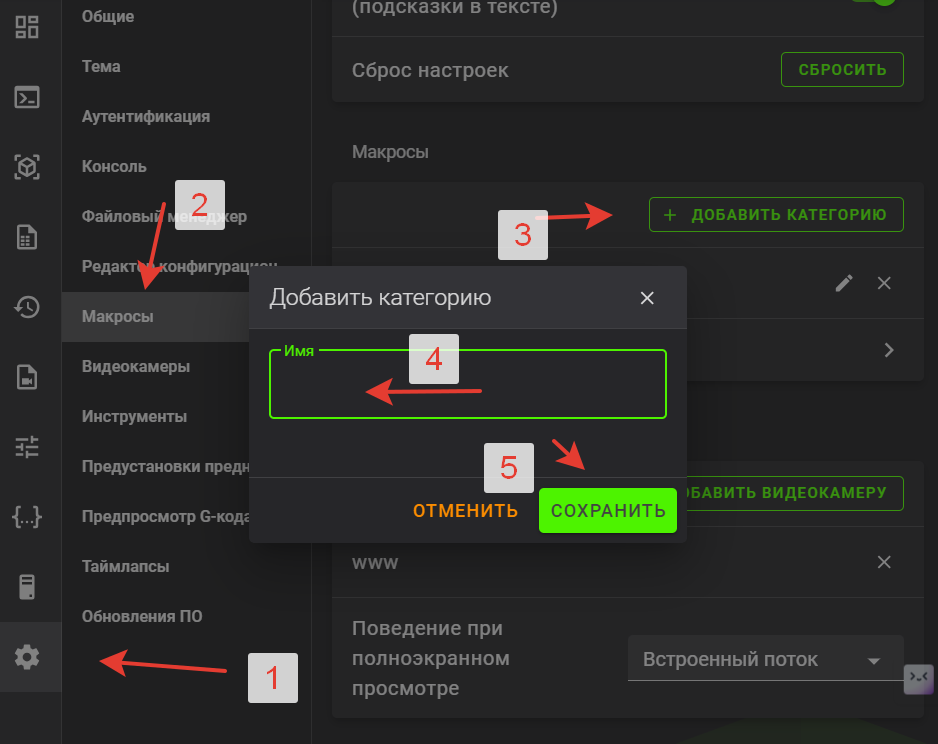 Общие
Тема
Аутентификация
Консоль
Файловый менеджер
Редактор конфигурацион
Макросы
Видеокамеры
Инструменты
Предустановки предн
Предпросмотр G-кода
Таймлапсы
Обновления ПО
(подсказки в тексте)
Сброс настроек
СБРОСИТЬ
Макросы
+ ДОБАВИТЬ КАТЕГОРИЮ
Добавить категорию
Имя
ОТМЕНИТЬ
СОХРАНИТЬ
ОБАВИТЬ ВИДЕОКАМЕРУ
www
Поведение при
полноэкранном
просмотре
Встроенный поток
1
2
3
4
5